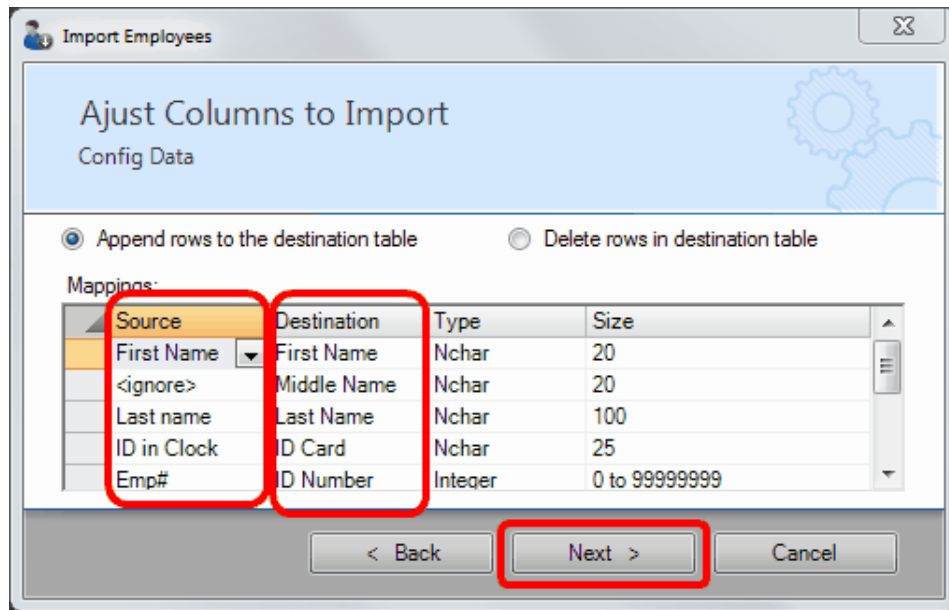 Import Employees
Ajust Columns to Import
Config Data
Append rows to the destination table Delete rows in destination table
Mappings:
Source Destination Type Size
First Name First Name Nchar 20
<ignore> Middle Name Nchar 20
Last name Last Name Nchar 100
ID in Clock ID Card Nchar 25
Emp# ID Number Integer 0 to 99999999
< Back Next > Cancel